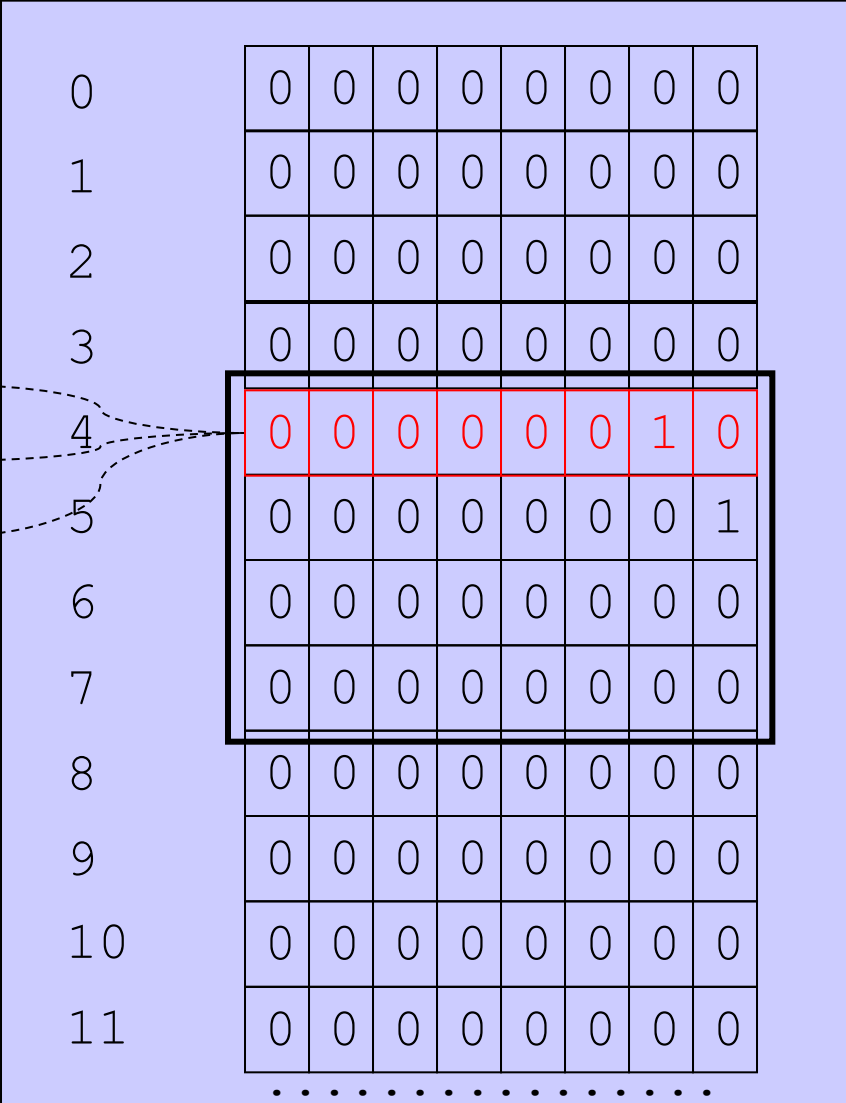 0 0 0 0 0 0 0 0 0
1 0 0 0 0 0 0 0 0
2 0 0 0 0 0 0 0 0
3 0 0 0 0 0 0 0 0
4 0 0 0 0 0 0 1 0
5 0 0 0 0 0 0 0 1
6 0 0 0 0 0 0 0 0
7 0 0 0 0 0 0 0 0
8 0 0 0 0 0 0 0 0
9 0 0 0 0 0 0 0 0
10 0 0 0 0 0 0 0 0
11 0 0 0 0 0 0 0 0